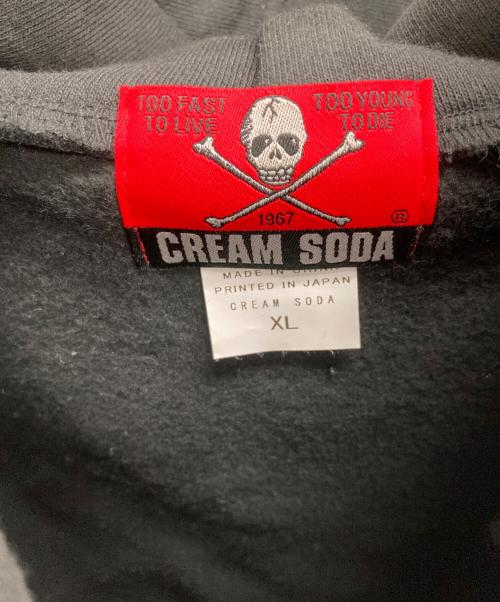 TOO FAST
TO LIVE
TOO YOUNG
TO DIE
1967
®
CREAM SODA
MADE IN CHINA
PRINTED IN JAPAN
CREAM SODA
XL